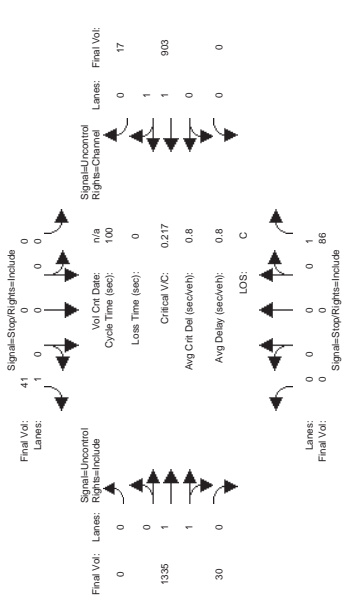 Signal=Stop/Rights=Include
Final Vol: 41 0 0
Lanes: 1 0 0 0 0
Signal=Uncontrol Signal=Uncontrol
Final Vol: Lanes: Rights=Include Vol Cnt Date: n/a Rights=Channel Lanes: Final Vol:
0 0 Cycle Time (sec): 100 0 17
0 Loss Time (sec): 0 1
1335 1 Critical V/C: 0.217 1 903
1 Avg Crit Del (sec/veh): 0.8 0
30 0 Avg Delay (sec/veh): 0.8 0 0
LOS: C
Lanes: 0 0 0 0 1
Final Vol: 0 0 86
Signal=Stop/Rights=Include